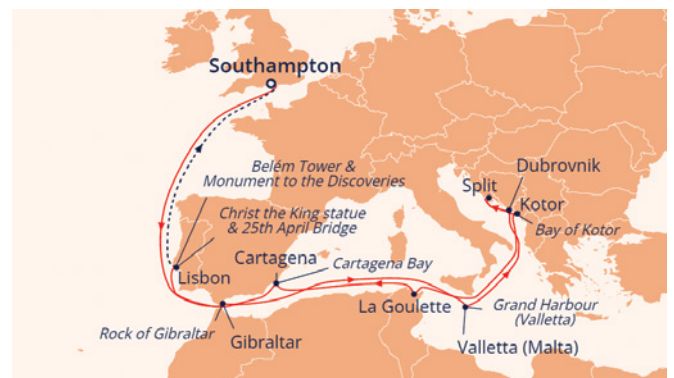 Southampton
Belém Tower &
Monument to the Discoveries
Christ the King statue
& 25th April Bridge
Lisbon
Cartagena
Cartagena Bay
Rock of Gibraltar
Gibraltar
La Goulette
Split
Dubrovnik
Kotor
Bay of Kotor
Grand Harbour
(Valletta)
Valletta (Malta)